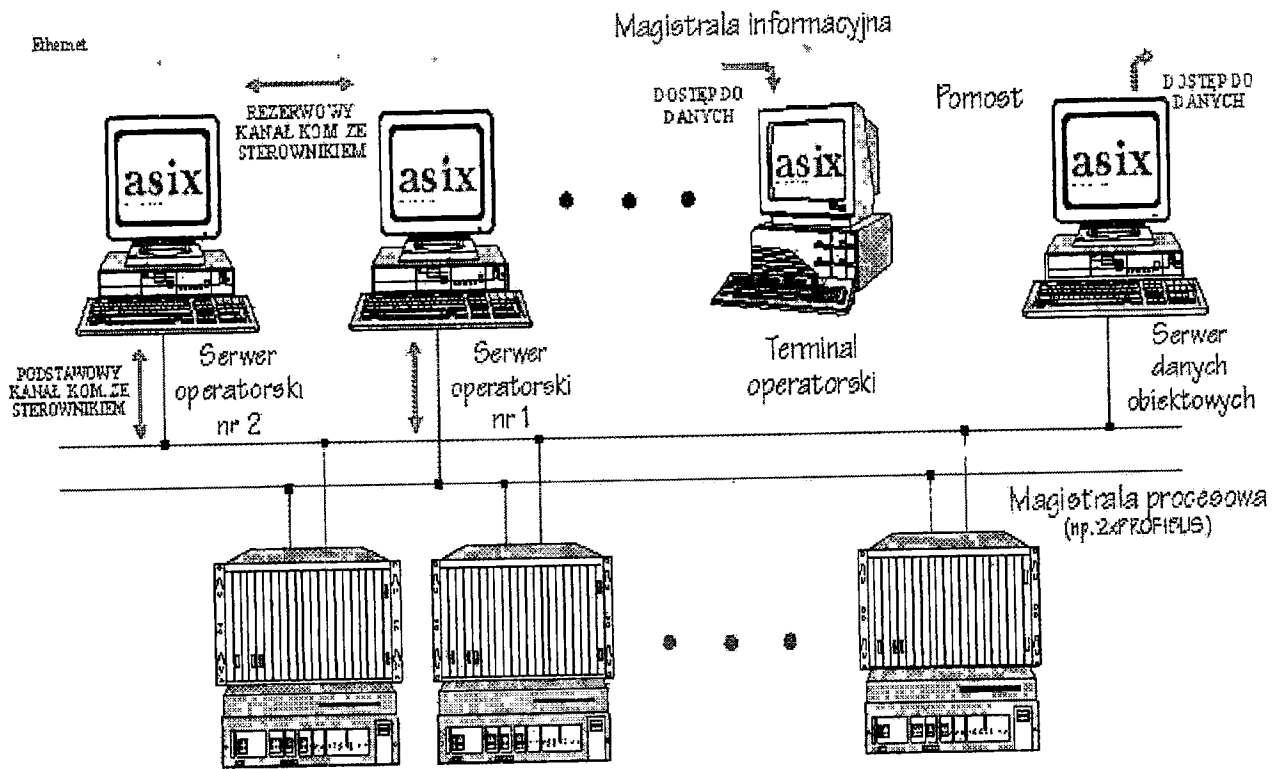 Ethernet
Magistrala informacyjna
REZERWOWY
KANAŁ KOM. ZE
STEROWNIKIEM
DOSTĘP DO
DANYCH
Pomost
DOSTĘP DO
DANYCH
asix
asix
asix
asix
PODSTAWOWY
KANAŁ KOM. ZE
STEROWNIKIEM
Serwer
operatorski
nr 2
Serwer
operatorski
nr 1
Terminal
operatorski
Serwer
danych
obiektowych
Magistrala procesowa
(np. 2xPROFIBUS)